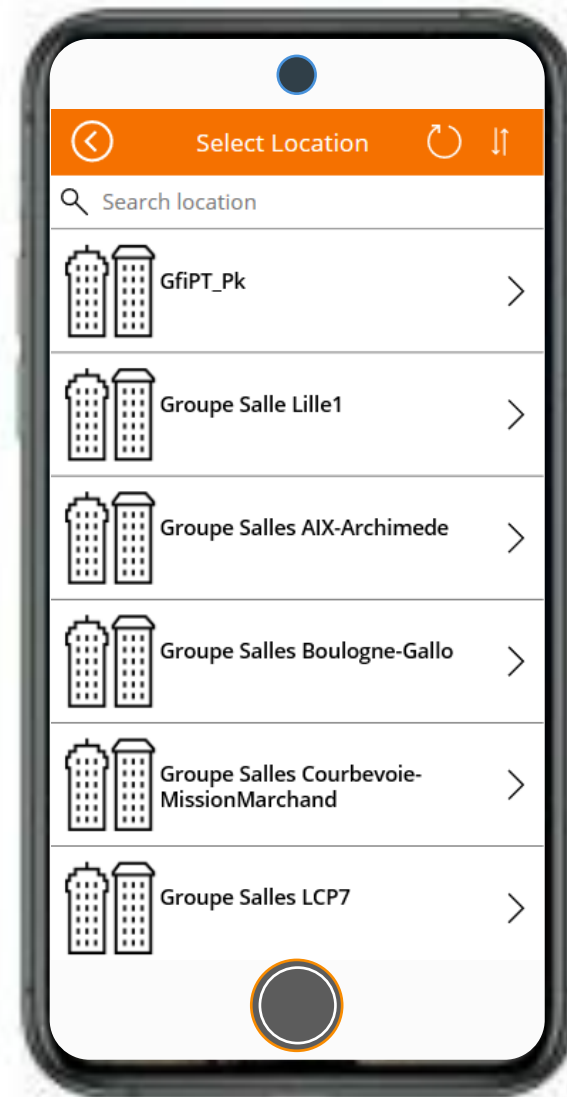 Select Location
Search location
GfiPT_Pk
Groupe Salle Lille1
Groupe Salles AIX-Archimede
Groupe Salles Boulogne-Gallo
Groupe Salles Courbevoie-
MissionMarchand
Groupe Salles LCP7